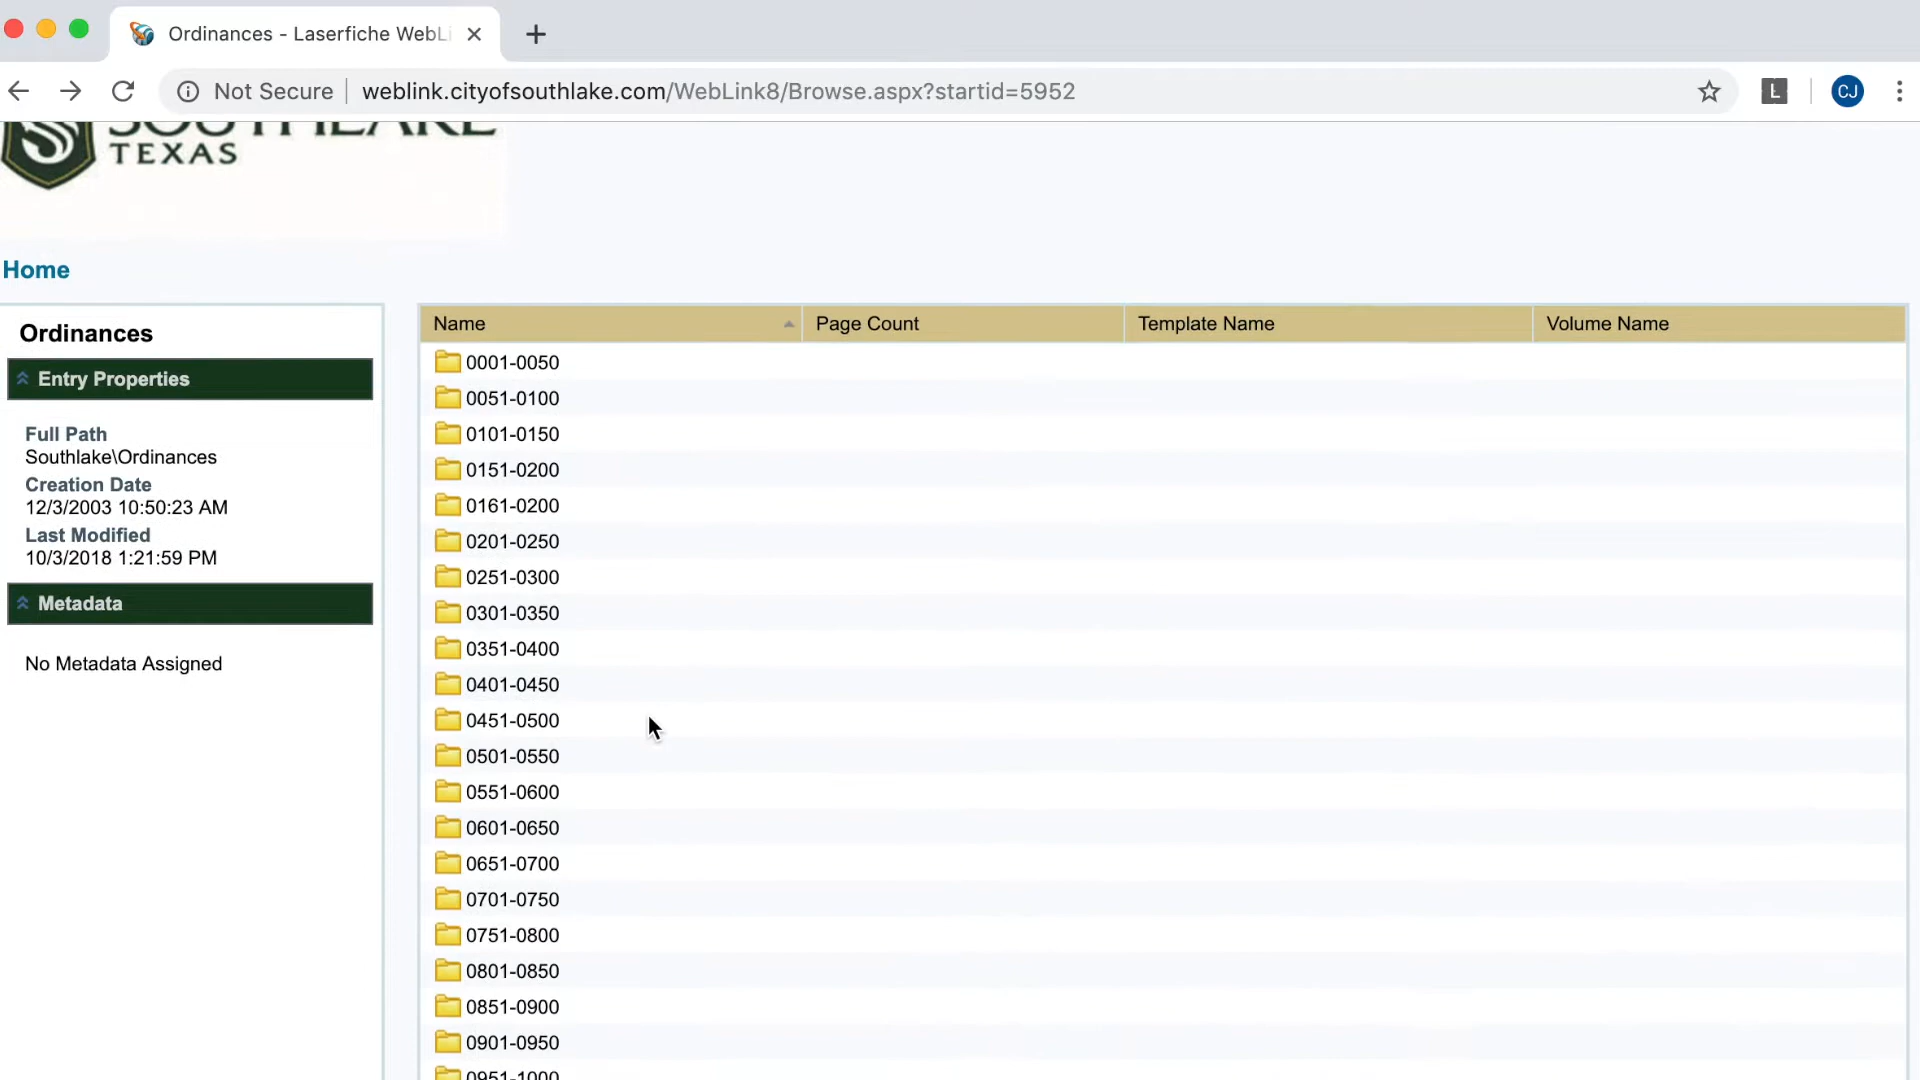 Ordinances - Laserfiche WebLi
Not Secure
weblink.cityofsouthlake.com/WebLink8/Browse.aspx?startid=5952
L
CJ
SOUTHLAKE
TEXAS
Home
Ordinances
Entry Properties
Full Path
Southlake\Ordinances
Creation Date
12/3/2003 10:50:23 AM
Last Modified
10/3/2018 1:21:59 PM
Metadata
No Metadata Assigned
Name Page Count Template Name Volume Name
0001-0050
0051-0100
0101-0150
0151-0200
0161-0200
0201-0250
0251-0300
0301-0350
0351-0400
0401-0450
0451-0500
0501-0550
0551-0600
0601-0650
0651-0700
0701-0750
0751-0800
0801-0850
0851-0900
0901-0950
0951-1000